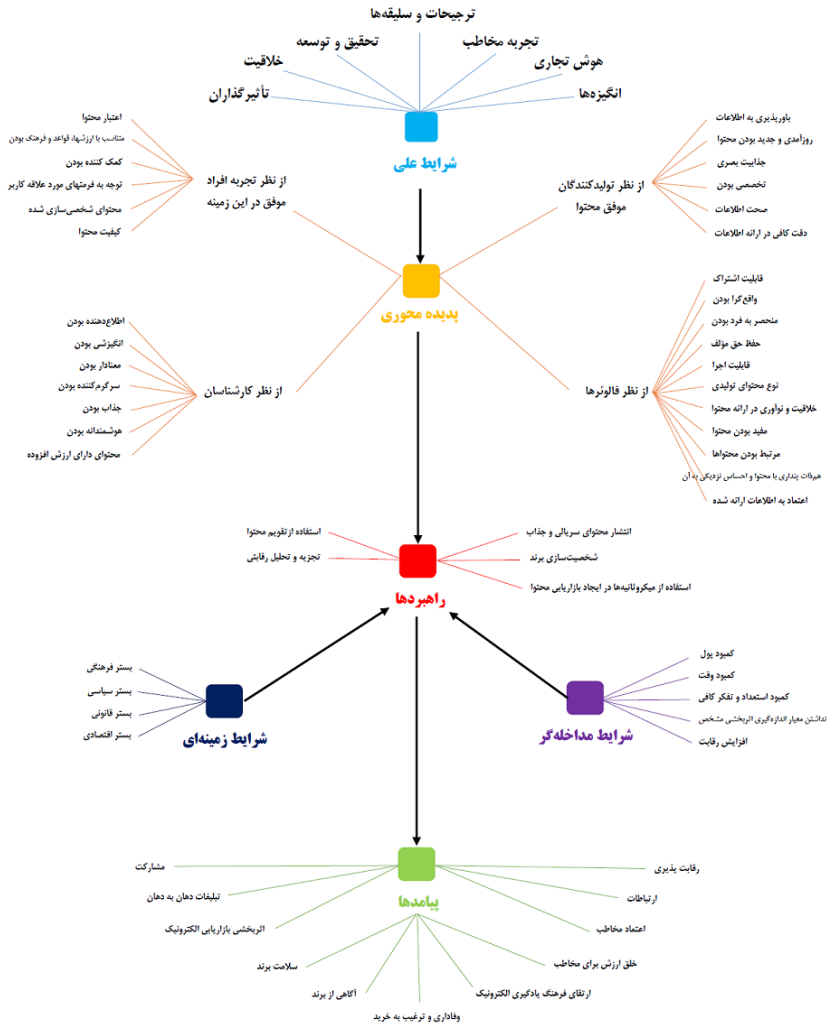 ترجیحات و سلیقه‌ها
تجربه مخاطب
تحقیق و توسعه
هوش تجاری
خلاقیت
انگیزه‌ها
تأثیرگذاران
شرایط علی
از نظر تولیدکنندگان
موفق محتوا
باورپذیری به اطلاعات
روزآمدی و جدید بودن محتوا
جذابیت بصری
تخصصی بودن
صحت اطلاعات
دقت کافی در ارائه اطلاعات
از نظر تجربه افراد
موفق در این زمینه
اعتبار محتوا
متناسب با ارزشها، قواعد و فرهنگ بودن
کمک کننده بودن
توجه به فرمتهای مورد علاقه کاربر
محتوای شخصی‌سازی شده
کیفیت محتوا
پدیده محوری
از نظر فالوئرها
قابلیت اشتراک
واقع‌گرا بودن
منحصر به فرد بودن
حفظ حق مؤلف
قابلیت اجرا
نوع محتوای تولیدی
خلاقیت و نوآوری در ارائه محتوا
مفید بودن محتوا
مرتبط بودن محتواها
هم‌ذات پنداری با محتوا و احساس نزدیکی به آن
اعتماد به اطلاعات ارائه شده
از نظر کارشناسان
اطلاع‌دهنده بودن
انگیزشی بودن
معنادار بودن
سرگرم‌کننده بودن
جذاب بودن
هوشمندانه بودن
محتوای دارای ارزش افزوده
انتشار محتوای سریالی و جذاب
شخصیت‌سازی برند
استفاده از میکروثانیه‌ها در ایجاد بازاریابی محتوا
استفاده از تقویم محتوا
تجزیه و تحلیل رقابتی
راهبردها
کمبود پول
کمبود وقت
کمبود استعداد و تفکر کافی
نداشتن معیار اندازه‌گیری اثربخشی مشخص
افزایش رقابت
شرایط مداخله‌گر
بستر فرهنگی
بستر سیاسی
بستر قانونی
بستر اقتصادی
شرایط زمینه‌ای
پیامدها
رقابت پذیری
ارتباطات
اعتماد مخاطب
خلق ارزش برای مخاطب
ارتقای فرهنگ یادگیری الکترونیک
وفاداری و ترغیب به خرید
آگاهی از برند
سلامت برند
اثربخشی بازاریابی الکترونیک
تبلیغات دهان به دهان
مشارکت